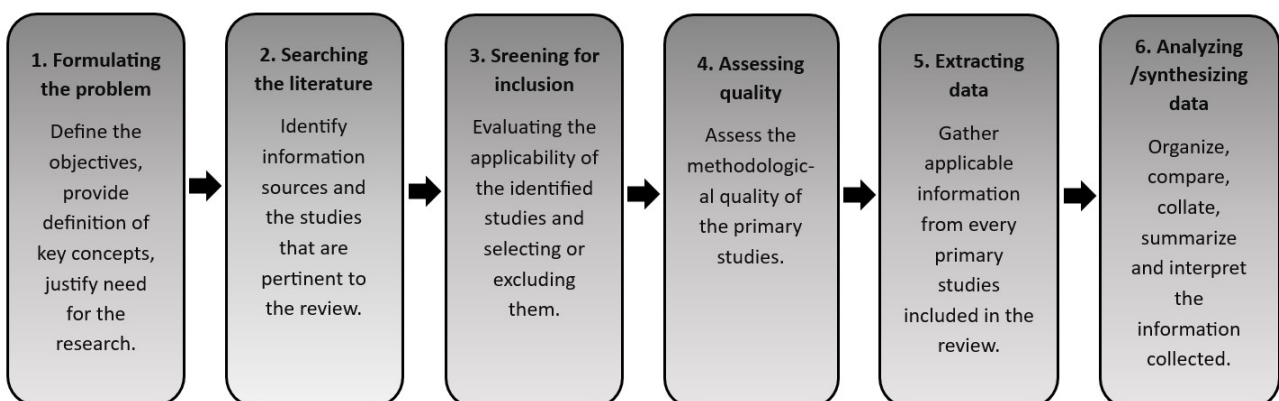 1. Formulating
the problem
Define the
objectives,
provide
definition of
key concepts,
justify need
for the
research.
2. Searching
the literature
Identify
information
sources and
the studies
that are
pertinent to
the review.
3. Sreening for
inclusion
Evaluating the
applicability of
the identified
studies and
selecting or
excluding
them.
4. Assessing
quality
Assess the
methodologic-
al quality of
the primary
studies.
5. Extracting
data
Gather
applicable
information
from every
primary
studies
included in the
review.
6. Analyzing
/synthesizing
data
Organize,
compare,
collate,
summarize
and interpret
the
information
collected.